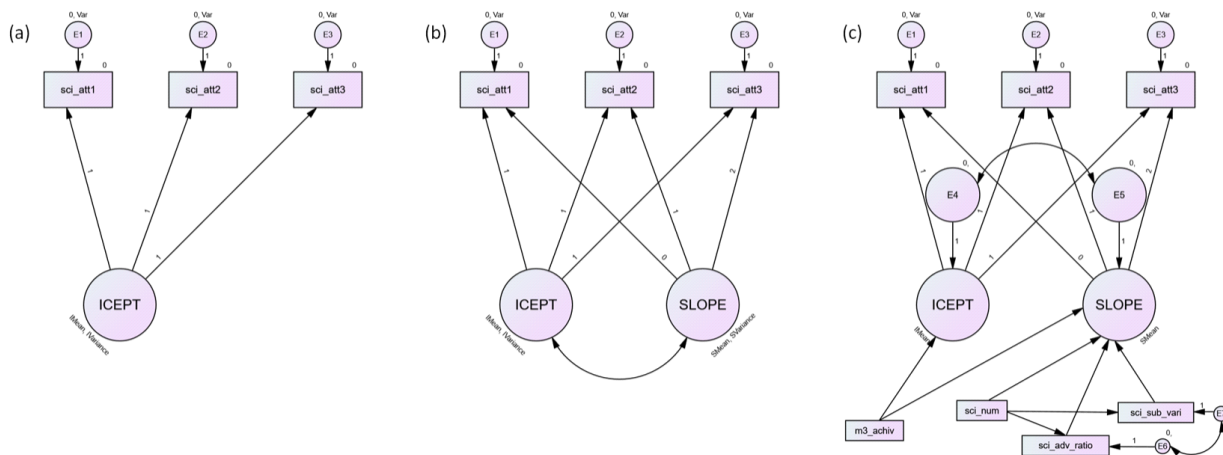 (a)
0, Var
E1
1
0
sci_att1
0, Var
E2
1
0
sci_att2
0, Var
E3
1
0
sci_att3
1
1
1
ICEPT
IMean, IVariance
(b)
0, Var
E1
1
0
sci_att1
0, Var
E2
1
0
sci_att2
0, Var
E3
1
0
sci_att3
1
1
1
0
1
2
ICEPT
IMean, IVariance
SLOPE
SMean, SVariance
(c)
0, Var
E1
1
0
sci_att1
0, Var
E2
1
0
sci_att2
0, Var
E3
1
0
sci_att3
0,
E4
1
0,
E5
1
1
1
1
0
1
2
ICEPT
SLOPE
SMean
m3_achiv
sci_num
sci_sub_vari
1
sci_adv_ratio
1
0,
E6